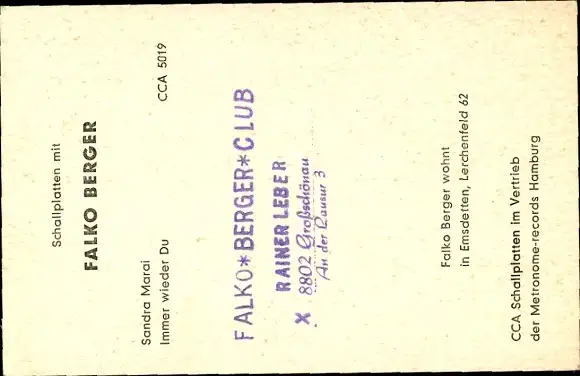 Schallplatten mit
FALKO BERGER
Sandra Marai
Immer wieder Du CCA 5019
FALKO*BERGER*CLUB
RAINER LEBER
X 8802 Großschönau
An der Lausur 3
Falko Berger wohnt
in Emsdetten, Lerchenfeld 62
CCA Schallplatten im Vertrieb
der Metronome-records Hamburg